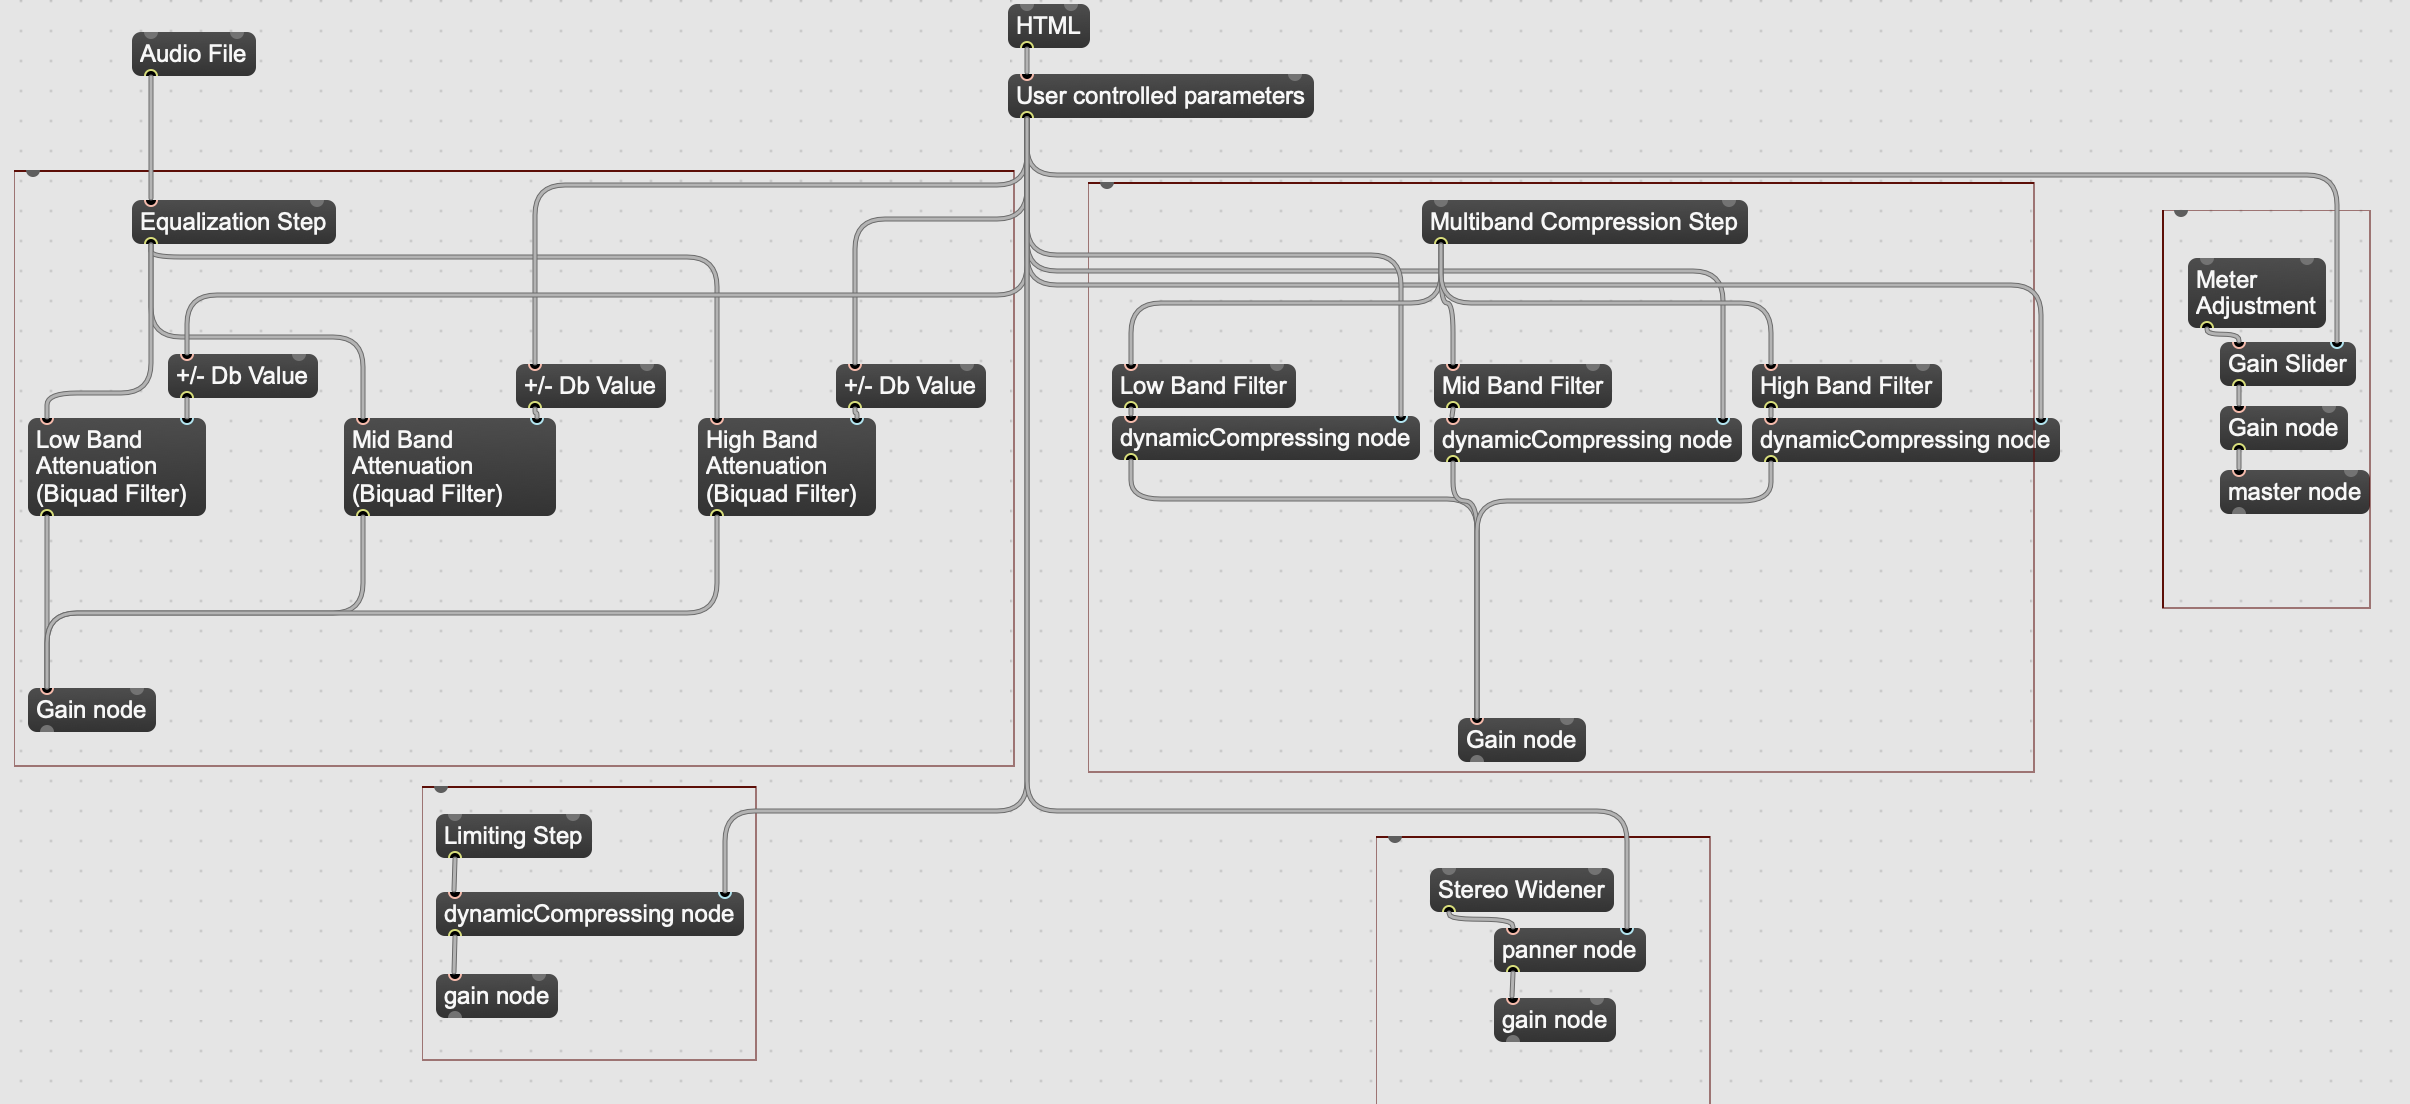 HTML
Audio File
User controlled parameters
Equalization Step
+/- Db Value
+/- Db Value
+/- Db Value
Low Band
Attenuation
(Biquad Filter)
Mid Band
Attenuation
(Biquad Filter)
High Band
Attenuation
(Biquad Filter)
Gain node
Multiband Compression Step
Low Band Filter
Mid Band Filter
High Band Filter
dynamicCompressing node
dynamicCompressing node
dynamicCompressing node
Gain node
Meter
Adjustment
Gain Slider
Gain node
master node
Limiting Step
dynamicCompressing node
gain node
Stereo Widener
panner node
gain node